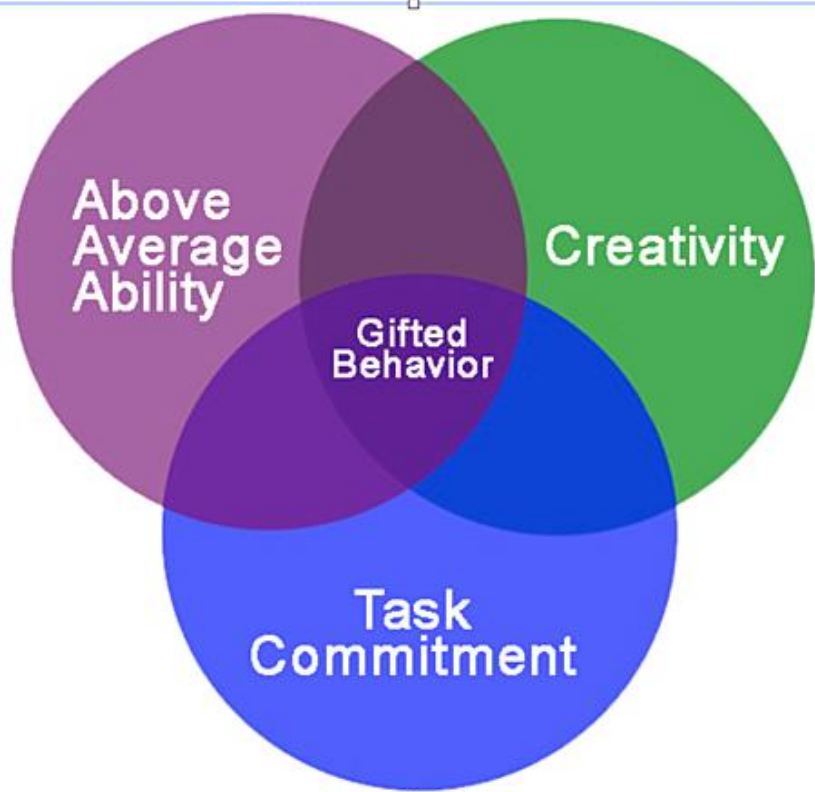 Above
Average
Ability
Creativity
Gifted
Behavior
Task
Commitment